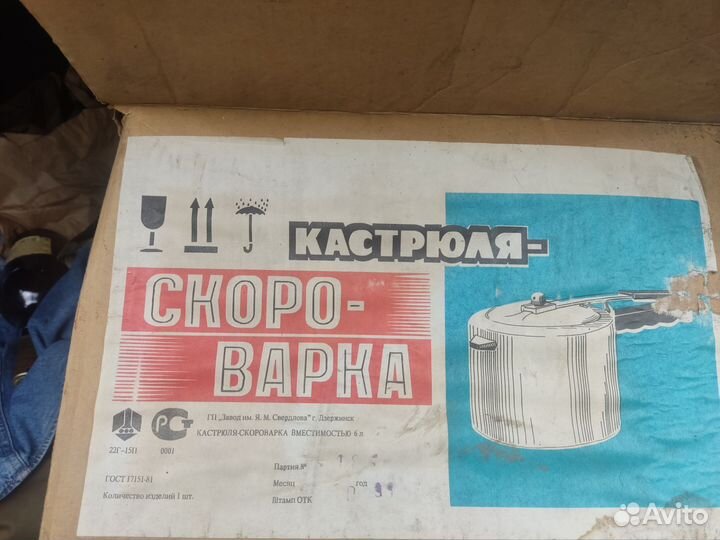 КАСТРЮЛЯ-
СКОРО-
ВАРКА
ГП „Завод им. Я. М. Свердлова" г. Дзержинск
КАСТРЮЛЯ-СКОРОВАРКА ВМЕСТИМОСТЬЮ 6 л
22Г-15П 0001
Партия №
ГОСТ 17151-81
Месяц год
Количество изделий 1 шт.
Штамп ОТК
Avito